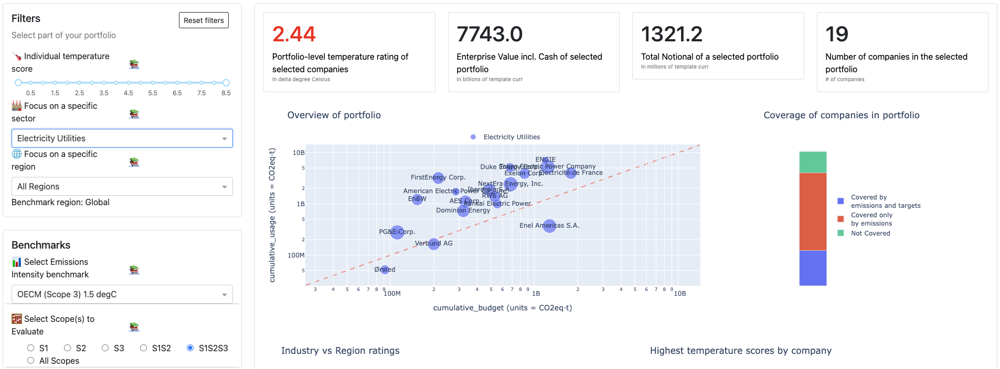 Filters
Reset filters
Select part of your portfolio
Individual temperature
score
0.5 1.5 2.5 3.5 4.5 5.5 6.5 7.5 8.5
Focus on a specific
sector
Electricity Utilities
Focus on a specific
region
All Regions
Benchmark region: Global
Benchmarks
Select Emissions
Intensity benchmark
OECM (Scope 3) 1.5 degC
Select Scope(s) to
Evaluate
S1 S2 S3 S1S2 S1S2S3
All Scopes
2.44
Portfolio-level temperature rating of
selected companies
in delta degree Celsius
7743.0
Enterprise Value incl. Cash of selected
portfolio
in billions of template curr
1321.2
Total Notional of a selected portfolio
in millions of template curr
19
Number of companies in the selected
portfolio
# of companies
Overview of portfolio
Electricity Utilities
cumulative_usage (units = CO2eq·t)
10B
5
2
1B
5
2
100M
5
ENGIE
Duke Energy Corp.
Tokyo Electric Power Company
Exelon Corp.
Electricité de France
FirstEnergy Corp.
NextEra Energy, Inc.
Iberdrola S.A.
American Electric Power Co., Inc.
RWE AG
EnBW
AES Corp.
Kansai Electric Power
Dominion Energy
Enel Americas S.A.
PG&E Corp.
Verbund AG
Ørsted
3 4 5 6 7 8 9 100M 2 3 4 5 6 7 8 9 1B 2 3 4 5 6 7 8 9 10B
cumulative_budget (units = CO2eq·t)
Coverage of companies in portfolio
Covered by
emissions and targets
Covered only
by emissions
Not Covered
Industry vs Region ratings
Highest temperature scores by company